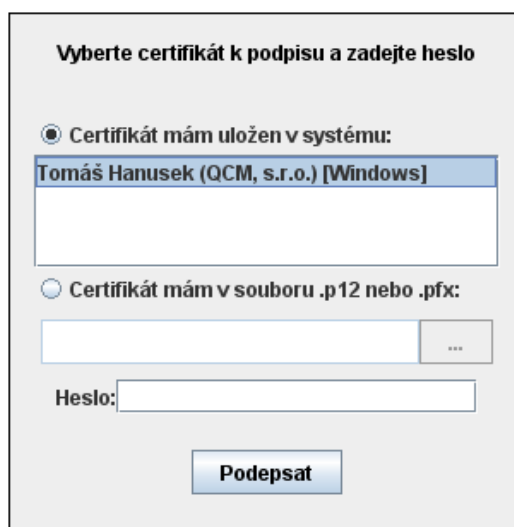 Vyberte certifikát k podpisu a zadejte heslo
Certifikát mám uložen v systému:
Tomáš Hanusek (QCM, s.r.o.) [Windows]
Certifikát mám v souboru .p12 nebo .pfx:
...
Heslo:
Podepsat